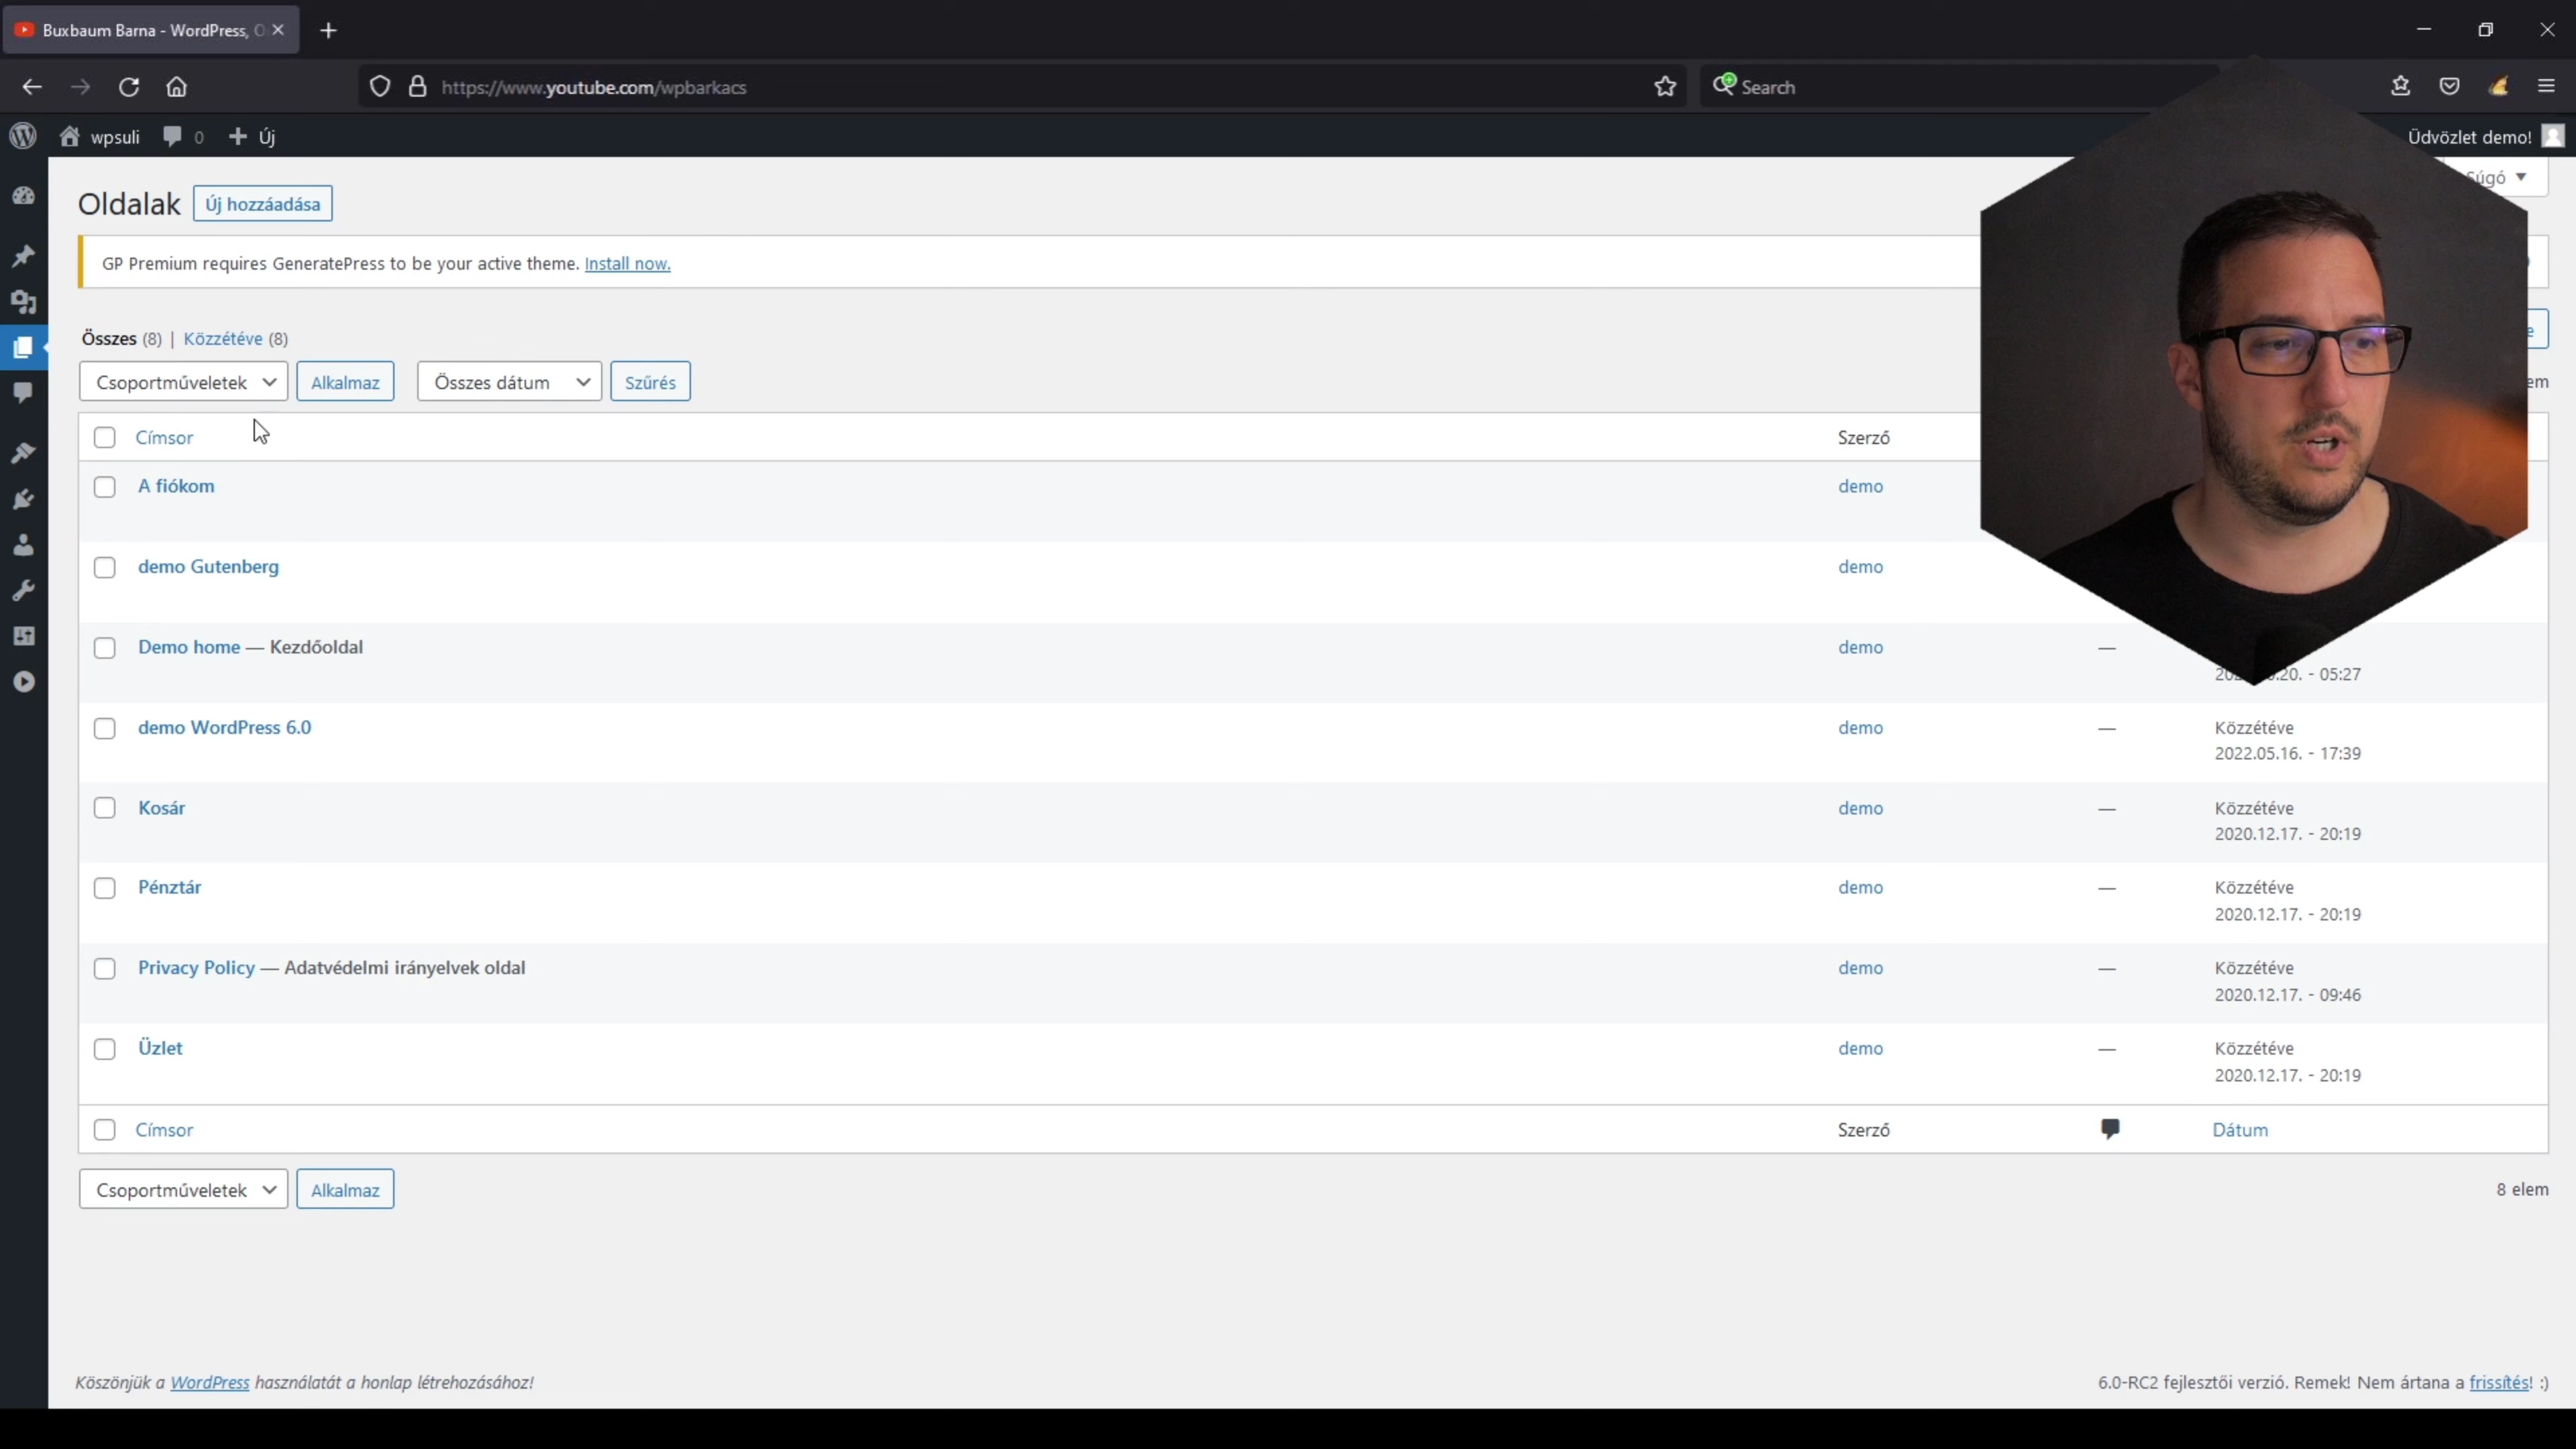 Buxbaum Barna - WordPress, O
https://www.youtube.com/wpbarkacs
Search
wpsuli
0
Új
Üdvözlet demo!
Súgó
Oldalak
Új hozzáadása
GP Premium requires GeneratePress to be your active theme. Install now.
Összes (8) | Közzétéve (8)
Csoportműveletek
Alkalmaz
Összes dátum
Szűrés
Címsor
Szerző
A fiókom
demo
demo Gutenberg
demo
Demo home — Kezdőoldal
demo
—
- 05:27
demo WordPress 6.0
demo
—
Közzétéve
2022.05.16. - 17:39
Kosár
demo
—
Közzétéve
2020.12.17. - 20:19
Pénztár
demo
—
Közzétéve
2020.12.17. - 20:19
Privacy Policy — Adatvédelmi irányelvek oldal
demo
—
Közzétéve
2020.12.17. - 09:46
Üzlet
demo
—
Közzétéve
2020.12.17. - 20:19
Címsor
Szerző
Dátum
Csoportműveletek
Alkalmaz
8 elem
Köszönjük a WordPress használatát a honlap létrehozásához!
6.0-RC2 fejlesztői verzió. Remek! Nem ártana a frissítés! :)